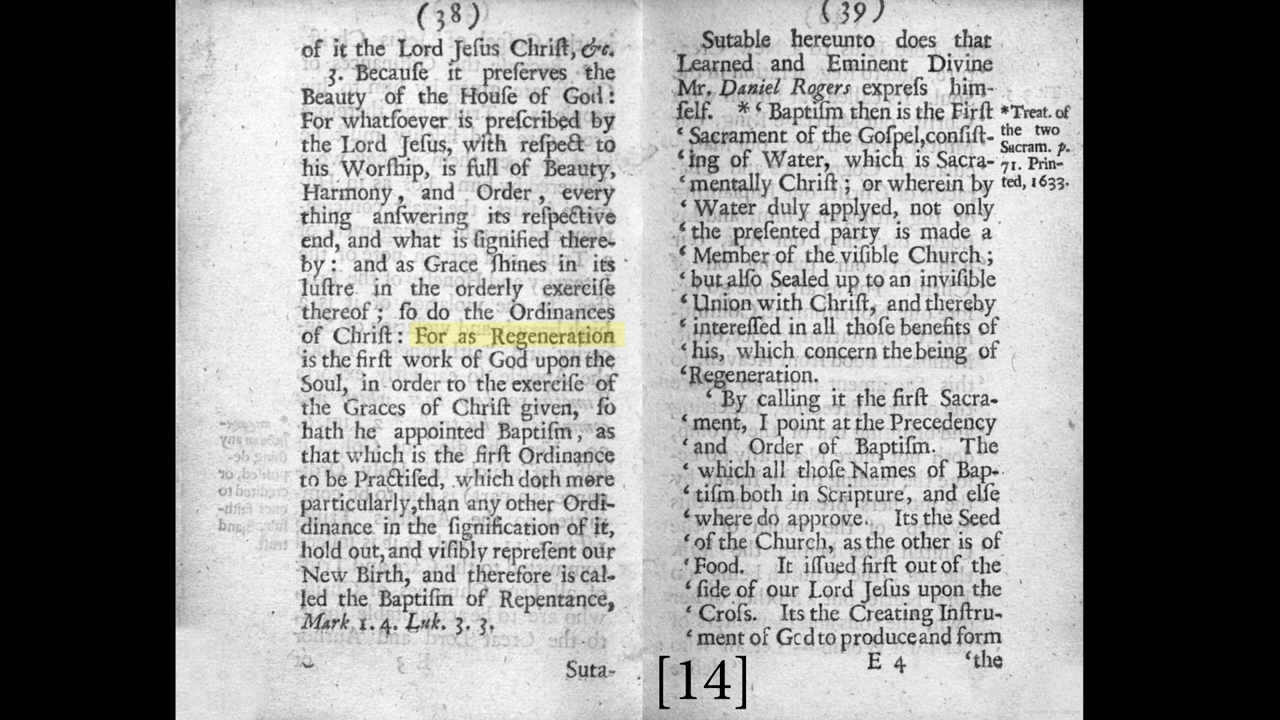 (38)
of it the Lord Jeſus Chriſt, &c.
3. Becauſe it preſerves the
Beauty of the Houſe of God:
For whatſoever is preſcribed by
the Lord Jeſus, with reſpect to
his Worſhip, is full of Beauty,
Harmony, and Order, every
thing anſwering its reſpective
end, and what is ſignified there-
by: and as Grace ſhines in its
luſtre in the orderly exerciſe
thereof; ſo do the Ordinances
of Chriſt: For as Regeneration
is the firſt work of God upon the
Soul, in order to the exerciſe of
the Graces of Chriſt given, ſo
hath he appointed Baptiſm, as
that which is the firſt Ordinance
to be Practiſed, which doth more
particularly, than any other Ordi-
dinance in the ſignification of it,
hold out, and viſibly repreſent our
New Birth, and therefore is cal-
led the Baptiſm of Repentance,
Mark 1. 4. Luk. 3. 3.
Suta-
(39)
Sutable hereunto does that
Learned and Eminent Divine
Mr. Daniel Rogers expreſs him-
ſelf. *‘ Baptiſm then is the Firſt
‘ Sacrament of the Goſpel, conſiſt-
‘ ing of Water, which is Sacra-
‘ mentally Chriſt; or wherein by
‘ Water duly applyed, not only
‘ the preſented party is made a
‘ Member of the viſible Church;
‘ but alſo Sealed up to an inviſible
‘ Union with Chriſt, and thereby
‘ intereſſed in all thoſe benefits of
‘ his, which concern the being of
‘ Regeneration.
‘ By calling it the firſt Sacra-
‘ ment, I point at the Precedency
‘ and Order of Baptiſm. The
‘ which all thoſe Names of Bap-
‘ tiſm both in Scripture, and elſe
‘ where do approve. Its the Seed
‘ of the Church, as the other is of
‘ Food. It iſſued firſt out of the
‘ ſide of our Lord Jeſus upon the
‘ Croſs. Its the Creating Inſtru-
‘ ment of God to produce and form
E 4 ‘the
*Treat. of
the two
Sacram. p.
71. Prin-
ted, 1633.
[14]